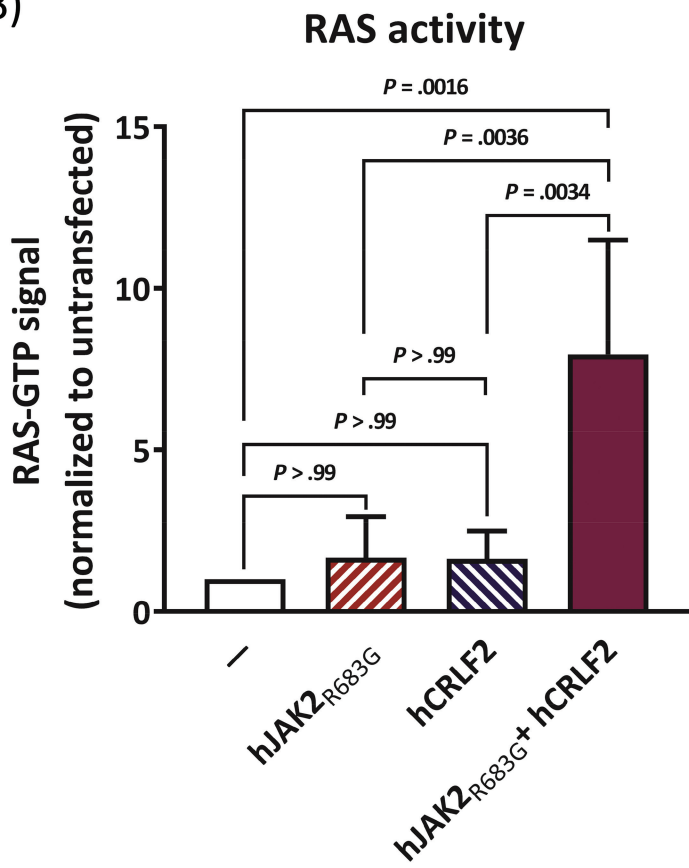 B)
RAS activity
P = .0016
P = .0036
P = .0034
P > .99
P > .99
P > .99
RAS-GTP signal
(normalized to untransfected)
15
10
5
0
–
hJAK2R683G
hCRLF2
hJAK2R683G+ hCRLF2